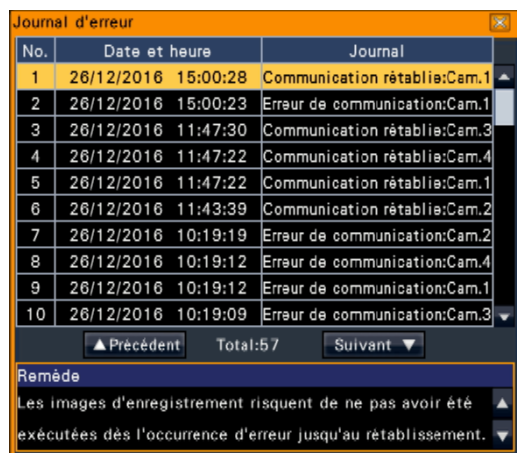 Journal d'erreur
No. Date et heure Journal
1 26/12/2016 15:00:28 Communication rétablie:Cam.1
2 26/12/2016 15:00:23 Erreur de communication:Cam.1
3 26/12/2016 11:47:30 Communication rétablie:Cam.3
4 26/12/2016 11:47:22 Communication rétablie:Cam.4
5 26/12/2016 11:47:22 Communication rétablie:Cam.1
6 26/12/2016 11:43:39 Communication rétablie:Cam.2
7 26/12/2016 10:19:19 Erreur de communication:Cam.2
8 26/12/2016 10:19:12 Erreur de communication:Cam.4
9 26/12/2016 10:19:12 Erreur de communication:Cam.1
10 26/12/2016 10:19:09 Erreur de communication:Cam.3
▲Précédent Total:57 Suivant ▼
Remède
Les images d'enregistrement risquent de ne pas avoir été
exécutées dès l'occurrence d'erreur jusqu'au rétablissement.